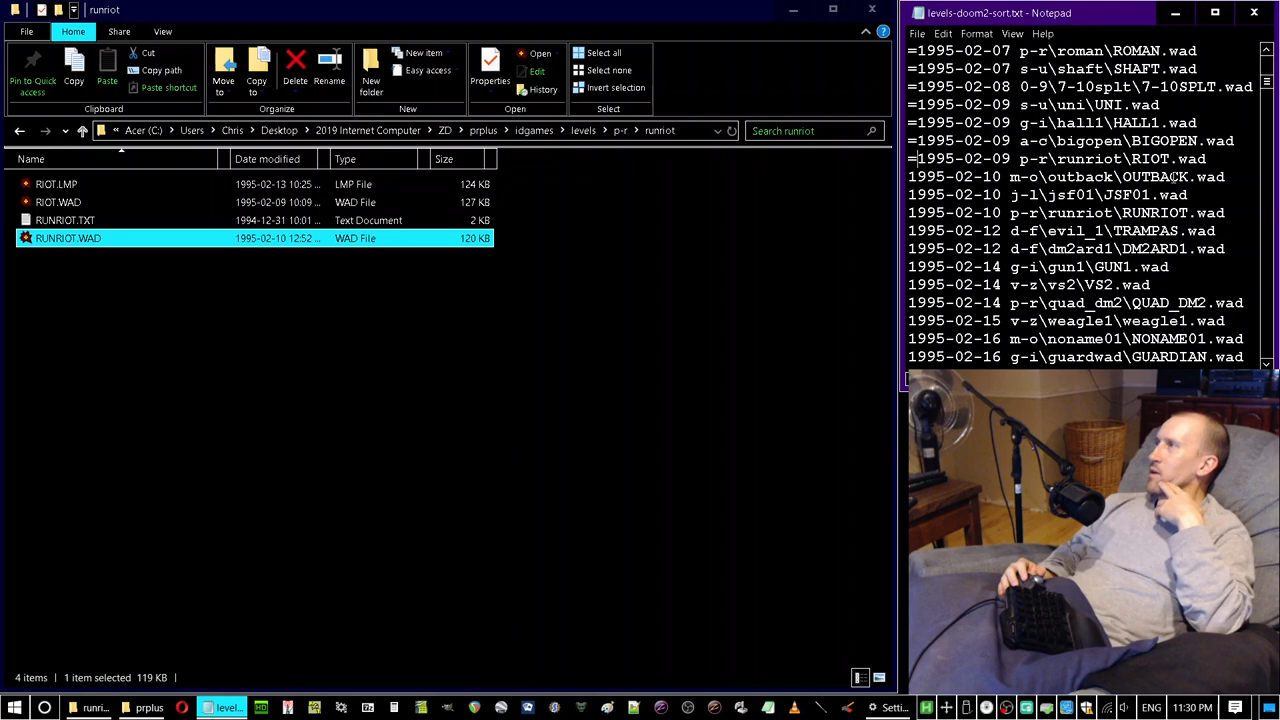 runriot
File Home Share View
Pin to Quick access
Copy
Paste
Cut
Copy path
Paste shortcut
Clipboard
Move to
Copy to
Delete
Rename
Organize
New folder
New item
Easy access
New
Properties
Open
Edit
History
Open
Select all
Select none
Invert selection
Select
« Acer (C:) > Users > Chris > Desktop > 2019 Internet Computer > ZD > prplus > idgames > levels > p-r > runriot
Search runriot
Name Date modified Type Size
RIOT.LMP 1995-02-13 10:25 ... LMP File 124 KB
RIOT.WAD 1995-02-09 10:09 ... WAD File 127 KB
RUNRIOT.TXT 1994-12-31 10:01 ... Text Document 2 KB
RUNRIOT.WAD 1995-02-10 12:52 ... WAD File 120 KB
4 items 1 item selected 119 KB
levels-doom2-sort.txt - Notepad
File Edit Format View Help
=1995-02-07 p-r\roman\ROMAN.wad
=1995-02-07 s-u\shaft\SHAFT.wad
=1995-02-08 0-9\7-10splt\7-10SPLT.wad
=1995-02-09 s-u\uni\UNI.wad
=1995-02-09 g-i\hall1\HALL1.wad
=1995-02-09 a-c\bigopen\BIGOPEN.wad
=1995-02-09 p-r\runriot\RIOT.wad
1995-02-10 m-o\outback\OUTBACK.wad
1995-02-10 j-l\jsf01\JSF01.wad
1995-02-10 p-r\runriot\RUNRIOT.wad
1995-02-12 d-f\evil_1\TRAMPAS.wad
1995-02-12 d-f\dm2ard1\DM2ARD1.wad
1995-02-14 g-i\gun1\GUN1.wad
1995-02-14 v-z\vs2\VS2.wad
1995-02-14 p-r\quad_dm2\QUAD_DM2.wad
1995-02-15 v-z\weagle1\weagle1.wad
1995-02-16 m-o\noname01\NONAME01.wad
1995-02-16 g-i\guardwad\GUARDIAN.wad
runri... prplus level... HD Setti... ENG 11:30 PM